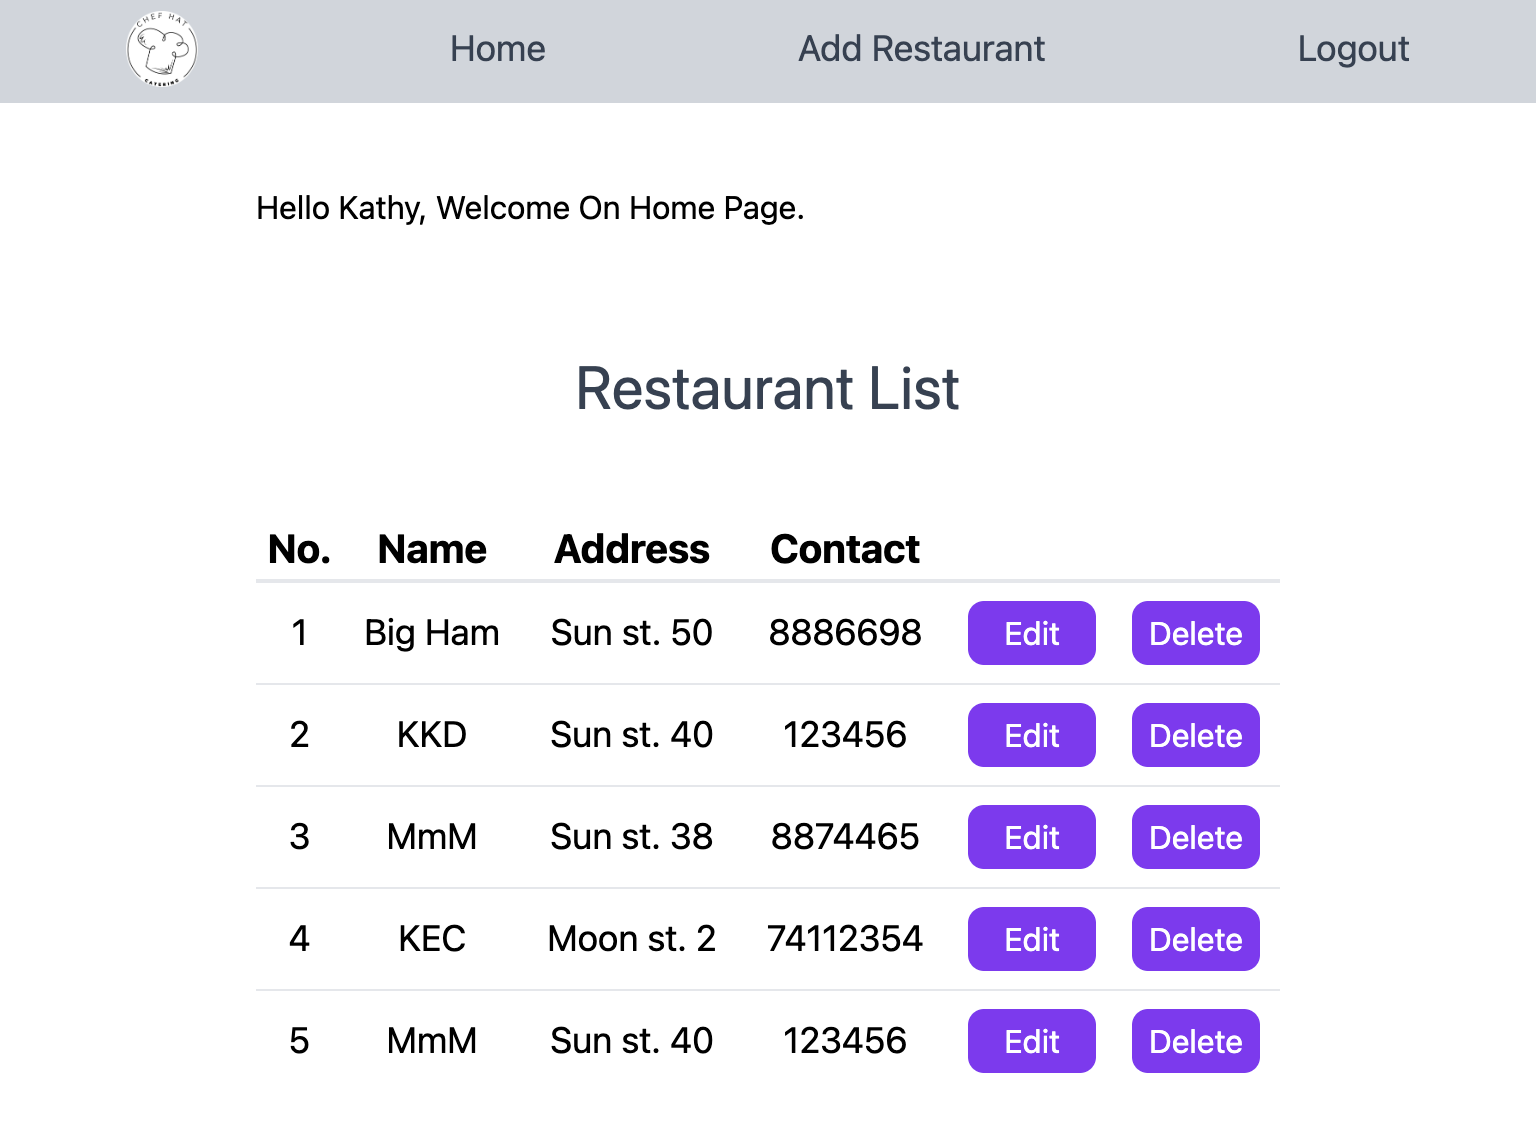 CHEF HAT
CATERING
Home Add Restaurant Logout
Hello Kathy, Welcome On Home Page.
Restaurant List
No. Name Address Contact
1 Big Ham Sun st. 50 8886698 Edit Delete
2 KKD Sun st. 40 123456 Edit Delete
3 MmM Sun st. 38 8874465 Edit Delete
4 KEC Moon st. 2 74112354 Edit Delete
5 MmM Sun st. 40 123456 Edit Delete